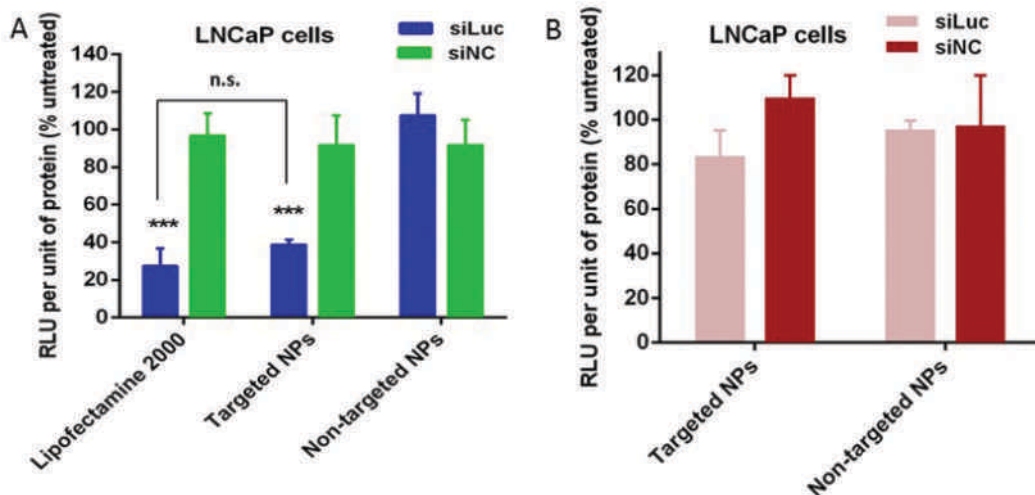 A
LNCaP cells
siLuc
siNC
RLU per unit of protein (% untreated)
140
120
100
80
60
40
20
0
n.s.
***
***
Lipofectamine 2000
Targeted NPs
Non-targeted NPs
B
LNCaP cells
siLuc
siNC
RLU per unit of protein (% untreated)
120
100
80
60
40
20
0
Targeted NPs
Non-targeted NPs